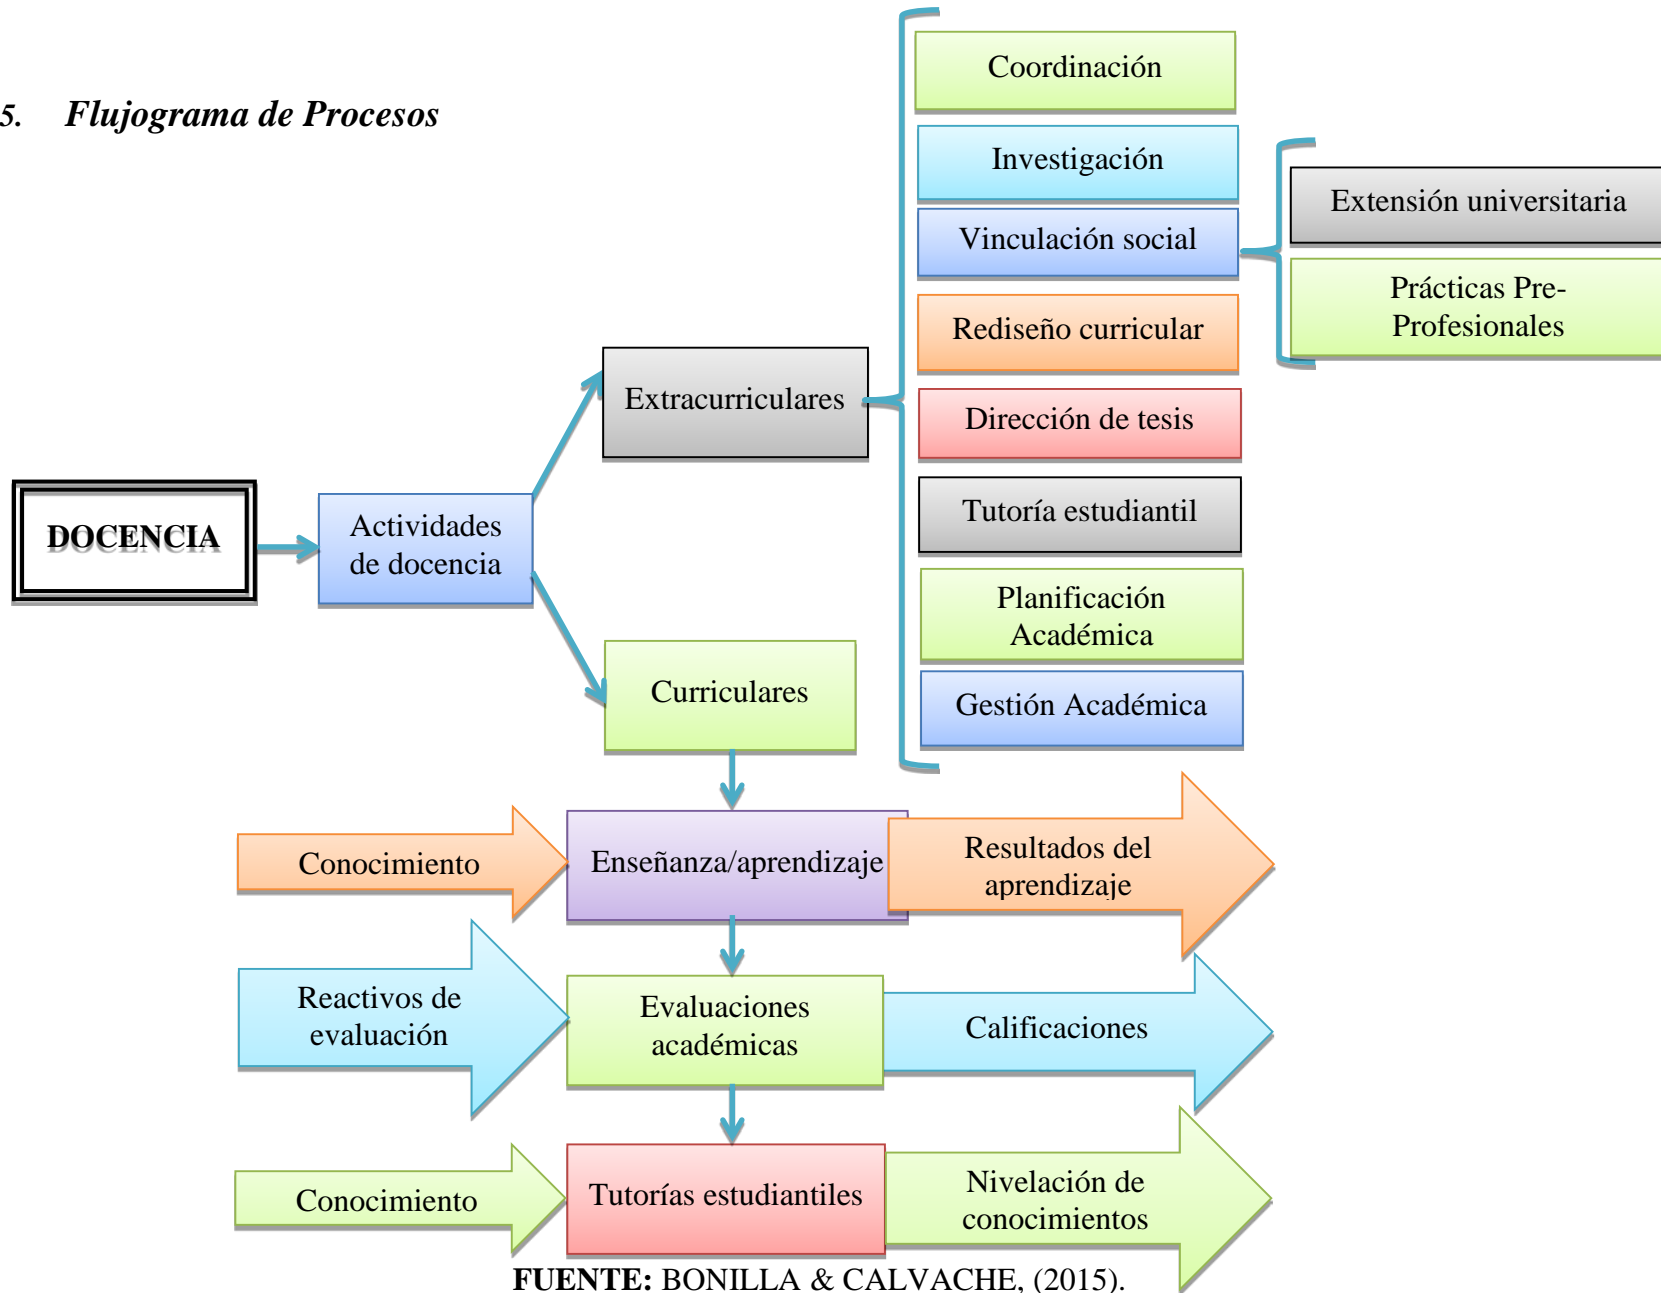 5. Flujograma de Procesos
Coordinación
Investigación
Vinculación social
Rediseño curricular
Dirección de tesis
Tutoría estudiantil
Planificación
Académica
Gestión Académica
Extensión universitaria
Prácticas Pre-
Profesionales
Extracurriculares
DOCENCIA
Actividades
de docencia
Curriculares
Conocimiento
Enseñanza/aprendizaje
Resultados del
aprendizaje
Reactivos de
evaluación
Evaluaciones
académicas
Calificaciones
Conocimiento
Tutorías estudiantiles
Nivelación de
conocimientos
FUENTE: BONILLA & CALVACHE, (2015).